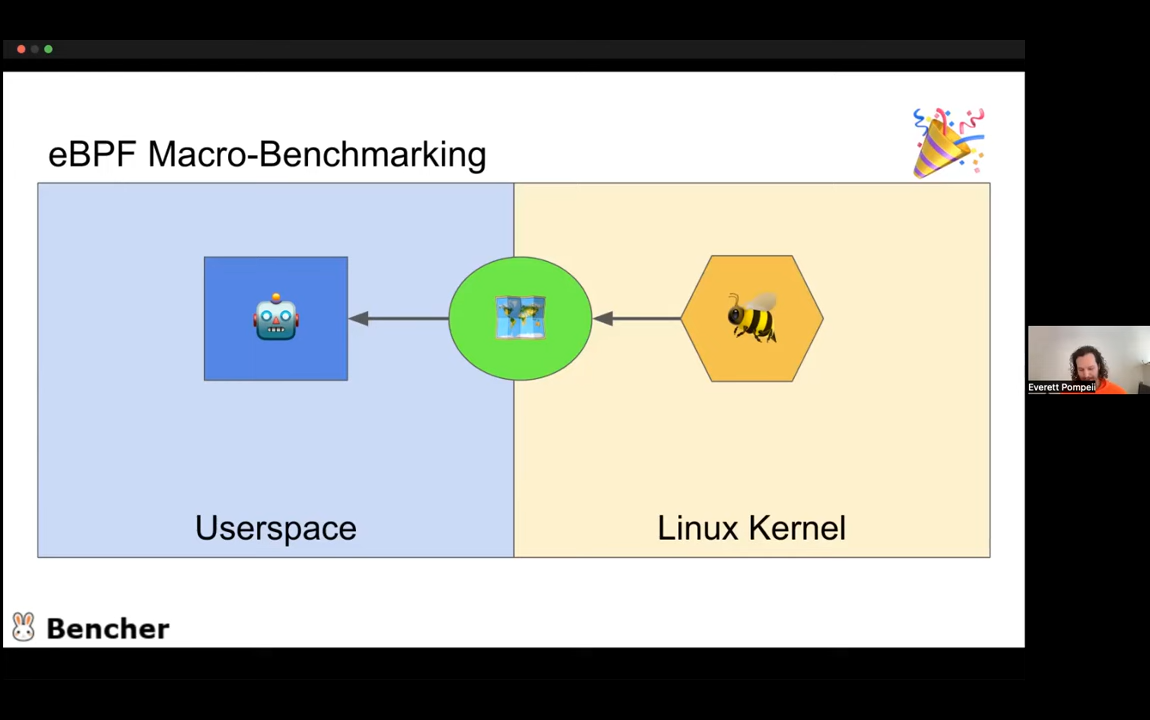 eBPF Macro-Benchmarking
Userspace
Linux Kernel
Bencher
Everett Pompeii